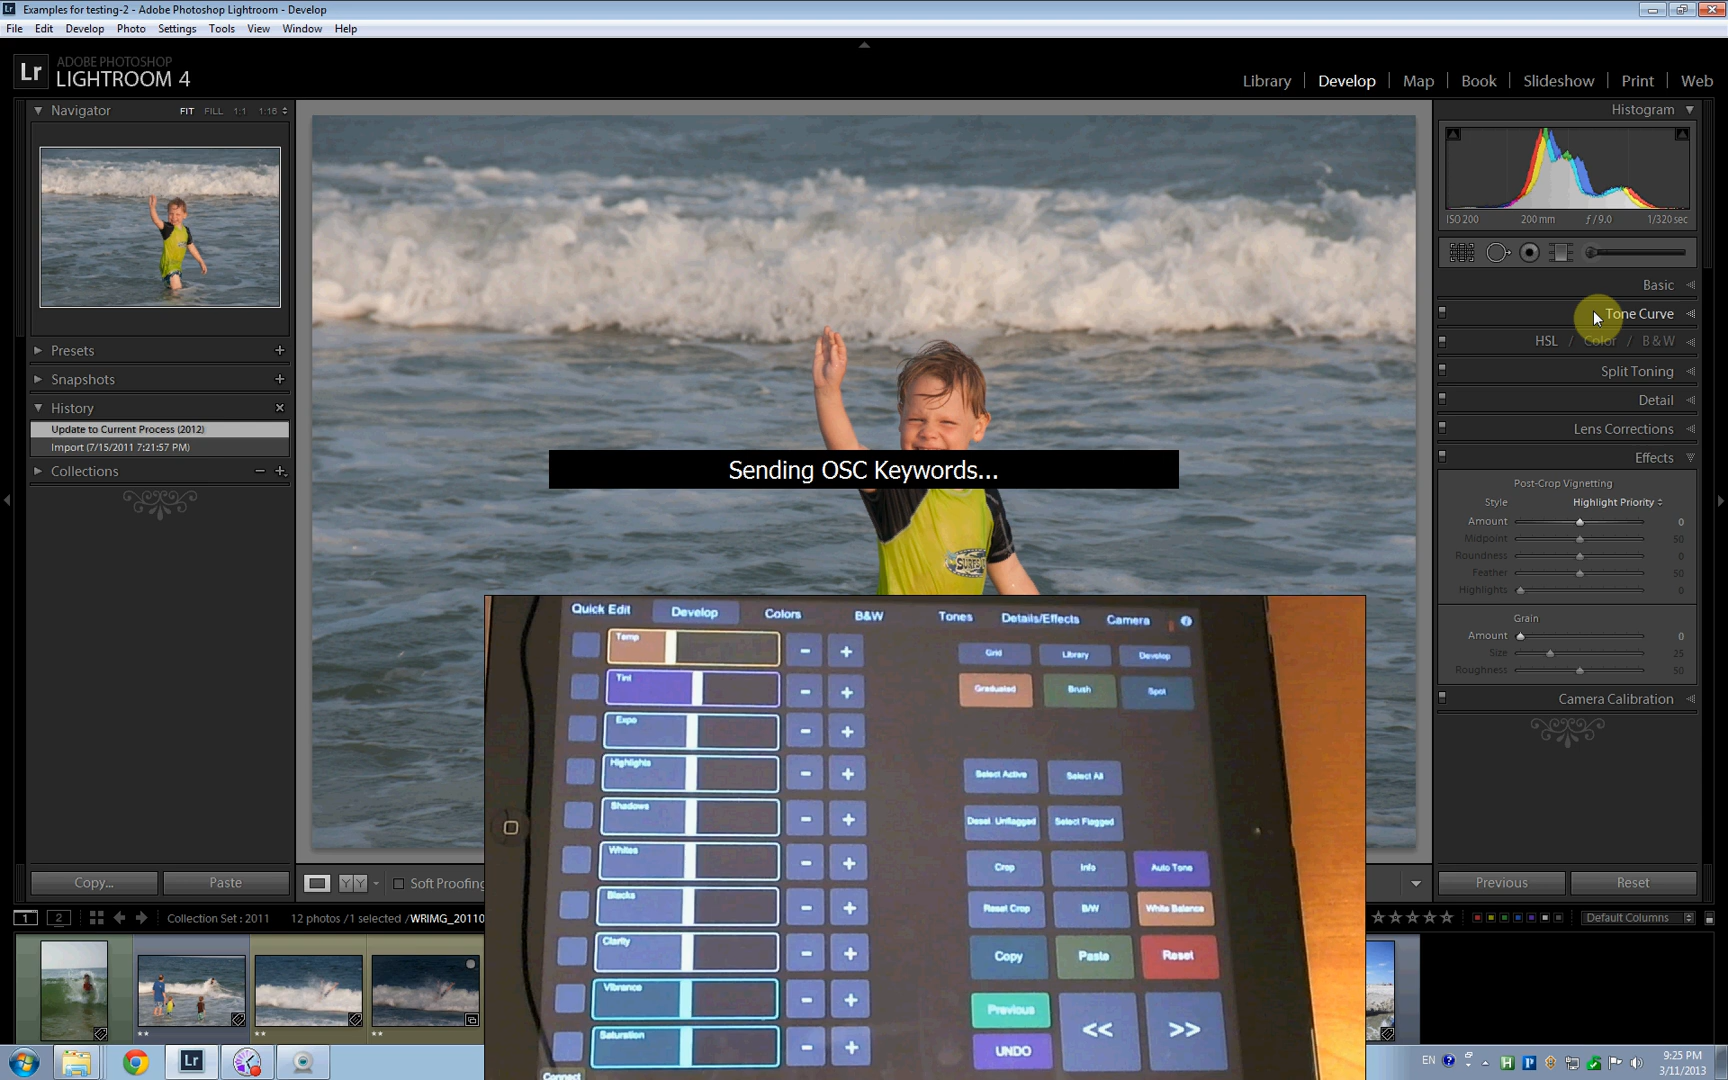 Examples for testing-2 - Adobe Photoshop Lightroom - Develop
File Edit Develop Photo Settings Tools View Window Help
Lr ADOBE PHOTOSHOP
LIGHTROOM 4
Library Develop Map Book Slideshow Print Web
Navigator FIT FILL 1:1 1:16
Presets
Snapshots
History
Update to Current Process (2012)
Import (7/15/2011 7:21:57 PM)
Collections
Copy... Paste
Histogram
ISO 200 200 mm ƒ / 9.0 1/320 sec
Basic
Tone Curve
HSL / Color / B & W
Split Toning
Detail
Lens Corrections
Effects
Post-Crop Vignetting
Style Highlight Priority
Amount 0
Midpoint 50
Roundness 0
Feather 50
Highlights 0
Grain
Amount 0
Size 25
Roughness 50
Camera Calibration
Previous Reset
Sending OSC Keywords...
Soft Proofing
1 2 Collection Set : 2011 12 photos / 1 selected / WRIMG_20110
Default Columns
Quick Edit Develop Colors B&W Tones Details/Effects Camera
Temp
Tint
Expo
Highlights
Shadows
Whites
Blacks
Clarity
Vibrance
Saturation
Connect
Grid Library Develop
Graduated Brush Spot
Select Active Select All
Desel. Unflagged Select Flagged
Crop Info Auto Tone
Reset Crop B/W White Balance
Copy Paste Reset
Previous << >>
UNDO
Lr
EN 9:25 PM
3/11/2013